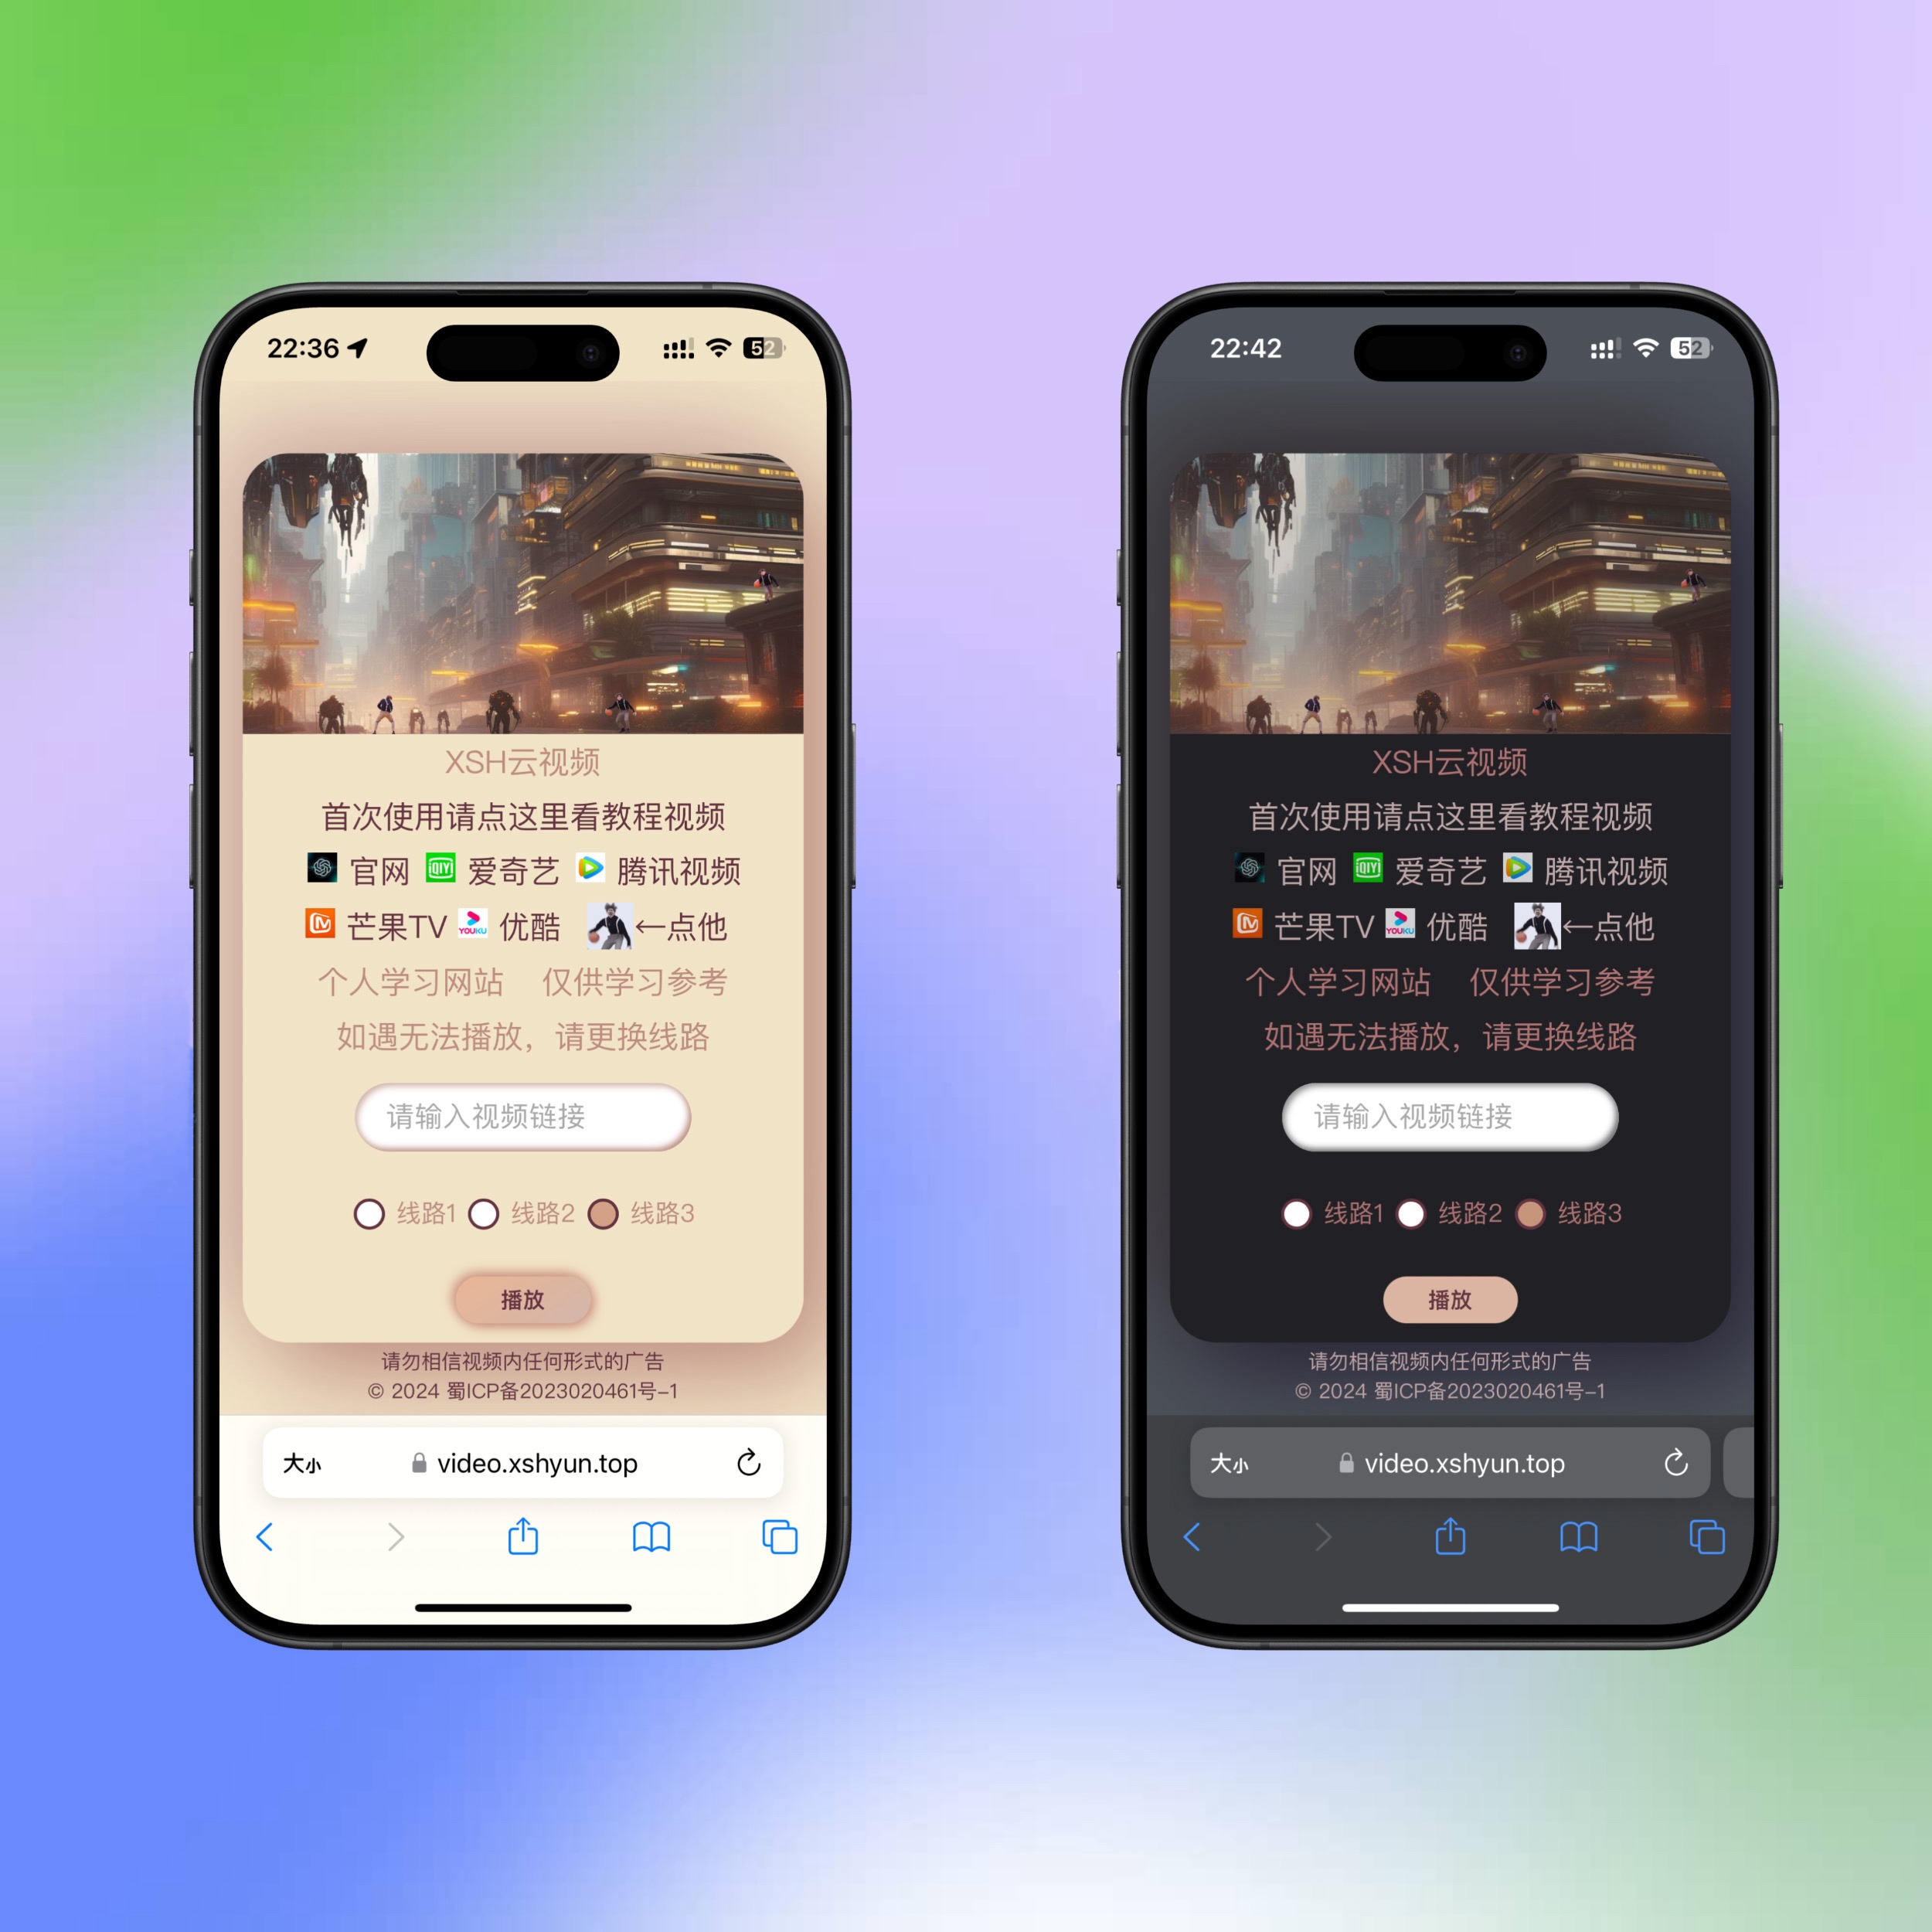 22:36
52
XSH云视频
首次使用请点这里看教程视频
官网 iQIY 爱奇艺 腾讯视频
芒果TV YOUKU 优酷 ←点他
个人学习网站 仅供学习参考
如遇无法播放，请更换线路
请输入视频链接
线路1 线路2 线路3
播放
请勿相信视频内任何形式的广告
© 2024 蜀ICP备2023020461号-1
大小 video.xshyun.top
22:42
52
XSH云视频
首次使用请点这里看教程视频
官网 iQIY 爱奇艺 腾讯视频
芒果TV YOUKU 优酷 ←点他
个人学习网站 仅供学习参考
如遇无法播放，请更换线路
请输入视频链接
线路1 线路2 线路3
播放
请勿相信视频内任何形式的广告
© 2024 蜀ICP备2023020461号-1
大小 video.xshyun.top